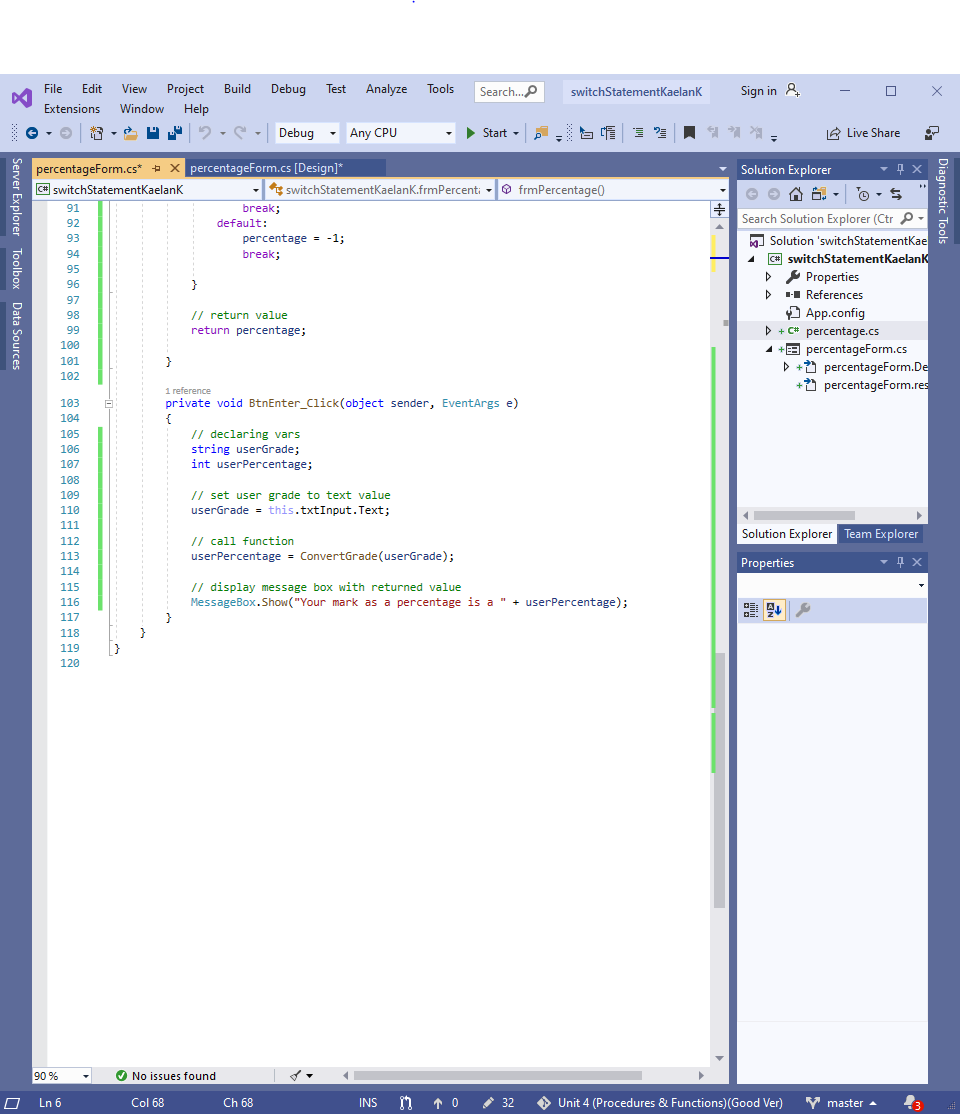 File Edit View Project Build Debug Test Analyze Tools Search... switchStatementKaelanK Sign in
Extensions Window Help
Debug Any CPU Start Live Share
Server Explorer
Toolbox
Data Sources
percentageForm.cs* percentageForm.cs [Design]*
C# switchStatementKaelanK switchStatementKaelanK.frmPercenta frmPercentage()
91 break;
92 default:
93 percentage = -1;
94 break;
95
96 }
97
98 // return value
99 return percentage;
100
101 }
102
1 reference
103 private void BtnEnter_Click(object sender, EventArgs e)
104 {
105 // declaring vars
106 string userGrade;
107 int userPercentage;
108
109 // set user grade to text value
110 userGrade = this.txtInput.Text;
111
112 // call function
113 userPercentage = ConvertGrade(userGrade);
114
115 // display message box with returned value
116 MessageBox.Show("Your mark as a percentage is a " + userPercentage);
117 }
118 }
119 }
120
90 % No issues found
Solution Explorer
Search Solution Explorer (Ctr
Solution 'switchStatementKae
C# switchStatementKaelanK
Properties
References
App.config
+ C# percentage.cs
+ percentageForm.cs
+ percentageForm.De
+ percentageForm.res
Solution Explorer Team Explorer
Properties
Diagnostic Tools
Ln 6 Col 68 Ch 68 INS 0 32 Unit 4 (Procedures & Functions)(Good Ver) master 3